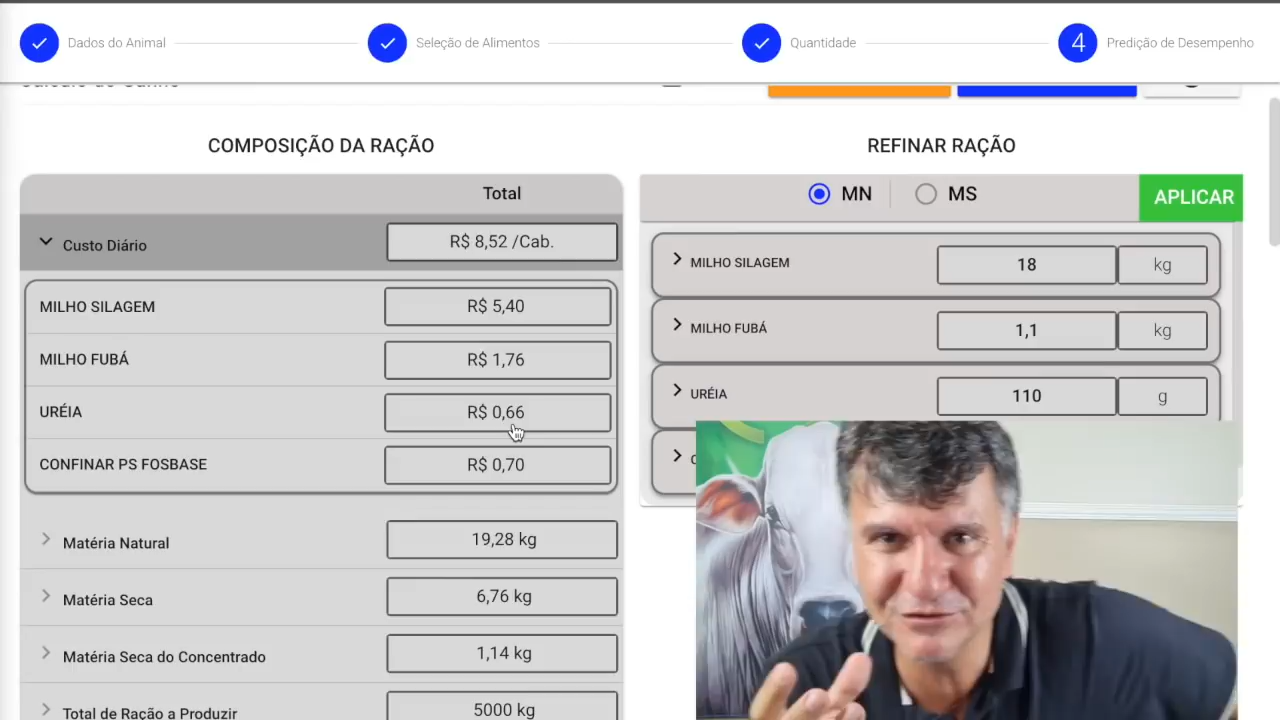 Dados do Animal
Seleção de Alimentos
Quantidade
4
Predição de Desempenho
COMPOSIÇÃO DA RAÇÃO
Total
Custo Diário
R$ 8,52 /Cab.
MILHO SILAGEM
R$ 5,40
MILHO FUBÁ
R$ 1,76
URÉIA
R$ 0,66
CONFINAR PS FOSBASE
R$ 0,70
Matéria Natural
19,28 kg
Matéria Seca
6,76 kg
Matéria Seca do Concentrado
1,14 kg
Total de Ração a Produzir
5000 kg
REFINAR RAÇÃO
MN
MS
APLICAR
MILHO SILAGEM
18
kg
MILHO FUBÁ
1,1
kg
URÉIA
110
g